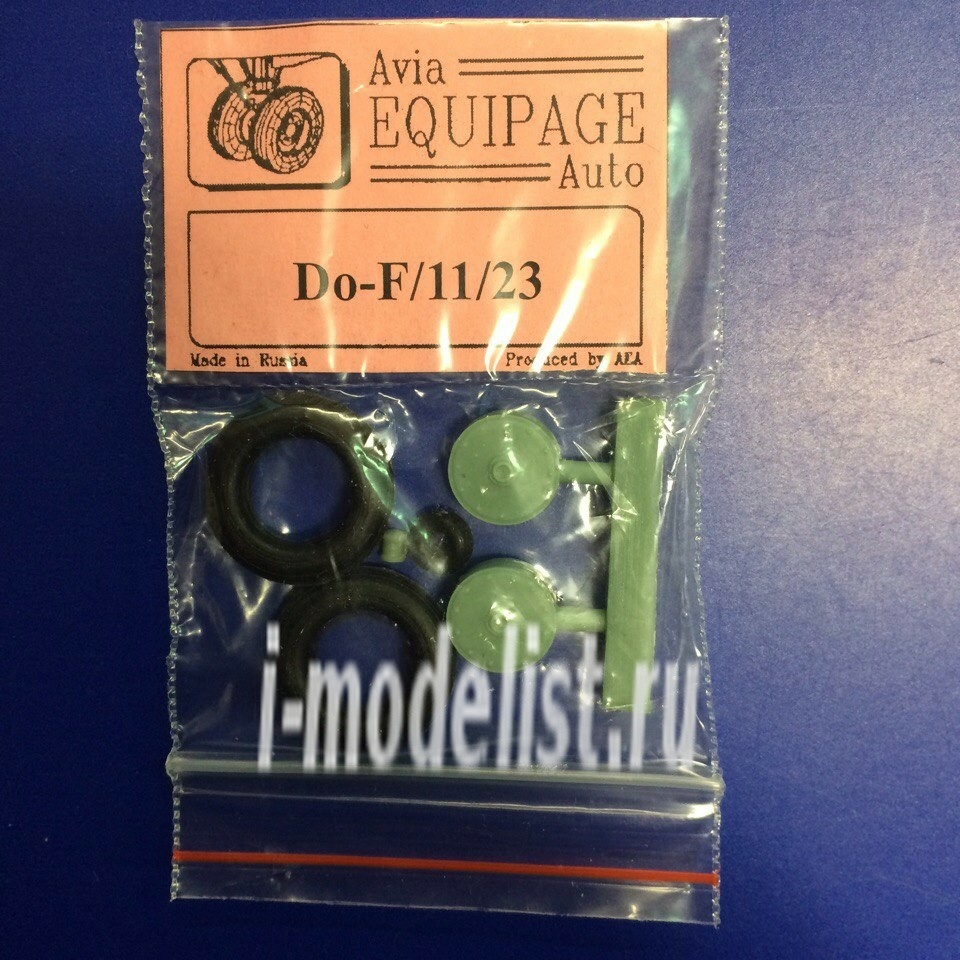 Avia
EQUIPAGE
Auto
Do-F/11/23
Made in Russia
Produced by AEA
i-modelist.ru